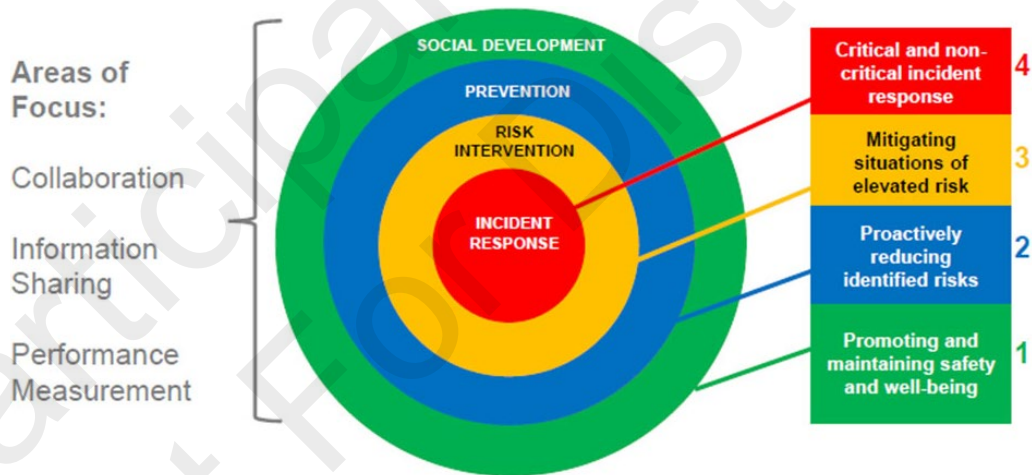 Areas of
Focus:
Collaboration
Information
Sharing
Performance
Measurement
SOCIAL DEVELOPMENT
PREVENTION
RISK
INTERVENTION
INCIDENT
RESPONSE
Critical and non-
critical incident
response
4
Mitigating
situations of
elevated risk
3
Proactively
reducing
identified risks
2
Promoting and
maintaining safety
and well-being
1